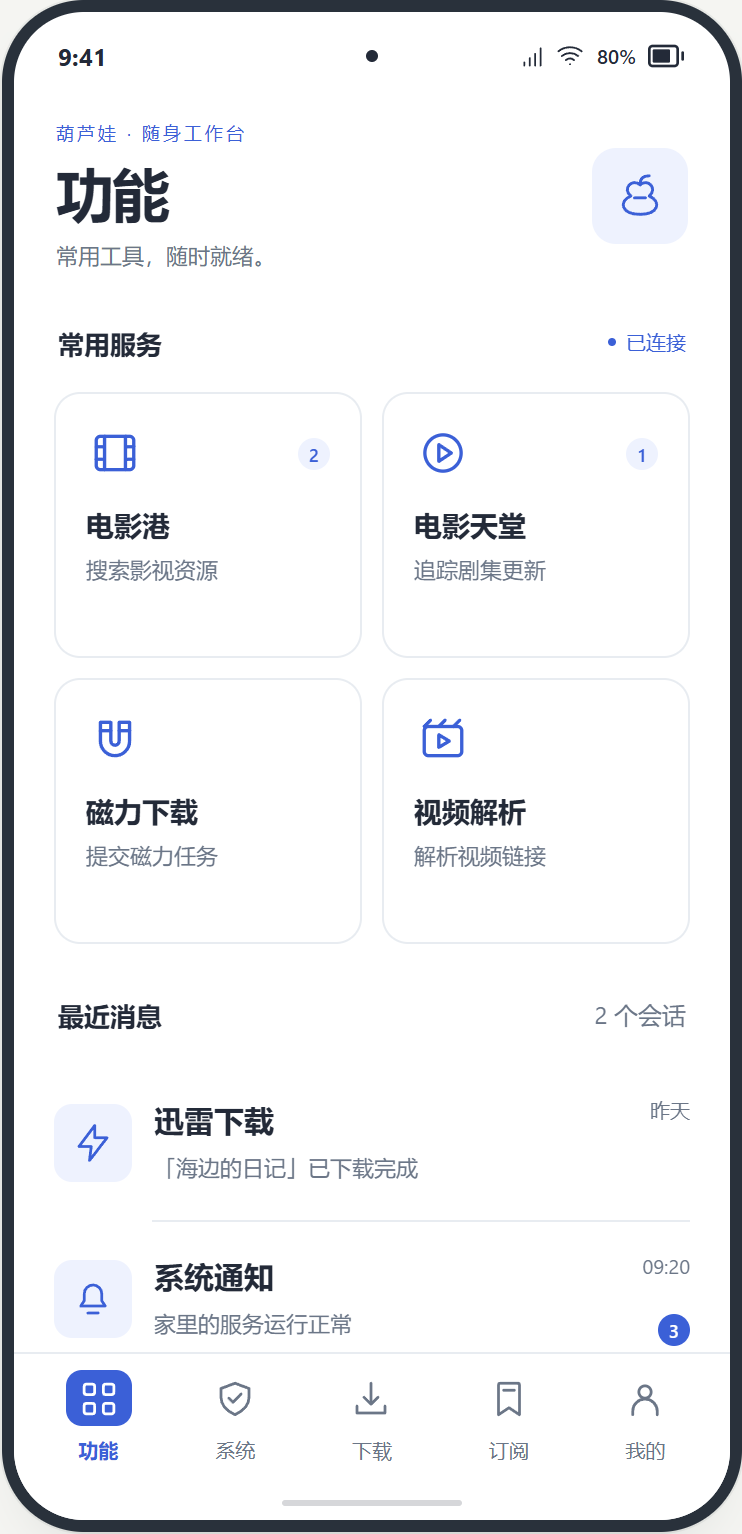 9:41
80%
葫芦娃 · 随身工作台
功能
常用工具，随时就绪。
常用服务
已连接
2
1
电影港
电影天堂
搜索影视资源
追踪剧集更新
磁力下载
视频解析
提交磁力任务
解析视频链接
最近消息
2 个会话
迅雷下载
昨天
「海边的日记」已下载完成
系统通知
09:20
家里的服务运行正常
3
功能
系统
下载
订阅
我的